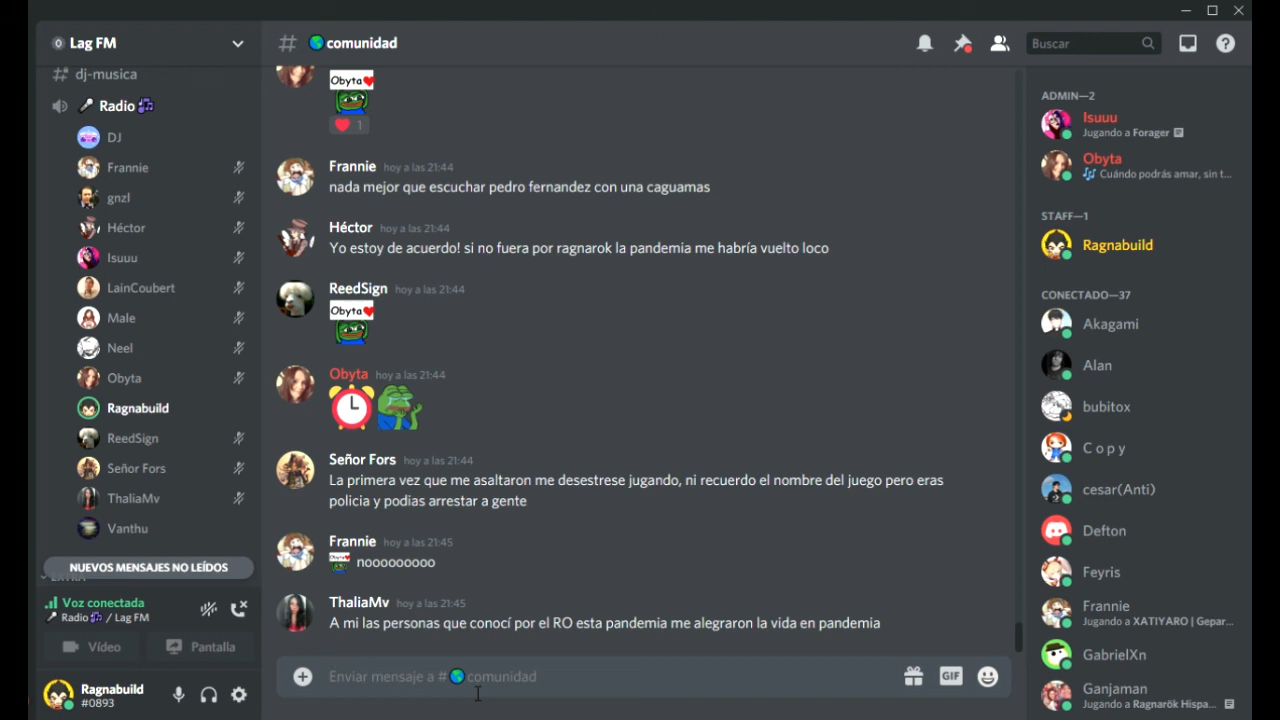 Lag FM
dj-musica
Radio
DJ
Frannie
gnzl
Héctor
Isuuu
LainCoubert
Male
Neel
Obyta
Ragnabuild
ReedSign
Señor Fors
ThaliaMv
Vanthu
NUEVOS MENSAJES NO LEÍDOS
Voz conectada
Radio / Lag FM
Vídeo
Pantalla
Ragnabuild
#0893
# comunidad
Buscar
Obyta
1
Frannie hoy a las 21:44
nada mejor que escuchar pedro fernandez con una caguamas
Héctor hoy a las 21:44
Yo estoy de acuerdo! si no fuera por ragnarok la pandemia me habría vuelto loco
ReedSign hoy a las 21:44
Obyta
Obyta hoy a las 21:44
Señor Fors hoy a las 21:44
La primera vez que me asaltaron me desestrese jugando, ni recuerdo el nombre del juego pero eras
policia y podias arrestar a gente
Frannie hoy a las 21:45
nooooooooo
ThaliaMv hoy a las 21:45
A mi las personas que conocí por el RO esta pandemia me alegraron la vida en pandemia
Enviar mensaje a # comunidad
GIF
ADMIN—2
Isuuu
Jugando a Forager
Obyta
Cuándo podrás amar, sin t...
STAFF—1
Ragnabuild
CONECTADO—37
Akagami
Alan
bubitox
C o p y
cesar(Anti)
Defton
Feyris
Frannie
Jugando a XATIYARO | Gepar...
GabrielXn
Ganjaman
Jugando a Ragnarök Hispa...